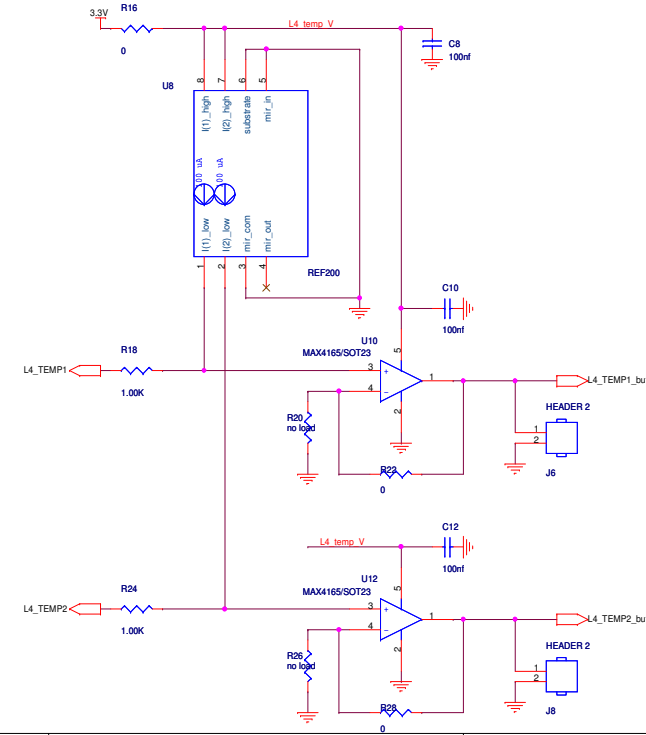 3.3V
R16
0
L4_temp_V
C8
100nf
U8
8
7
6
5
I(1)_high
I(2)_high
substrate
mir_in
uA
uA
I(1)_low
I(2)_low
mir_com
mir_out
1
2
3
4
REF200
C10
100nf
U10
MAX4165/SOT23
L4_TEMP1
R18
1.00K
3
4
5
2
1
+
-
R20
no load
R22
0
L4_TEMP1_bu
HEADER 2
1
2
J6
L4_temp_V
C12
100nf
U12
MAX4165/SOT23
L4_TEMP2
R24
1.00K
3
4
5
2
1
+
-
R26
no load
R28
0
L4_TEMP2_bu
HEADER 2
1
2
J8